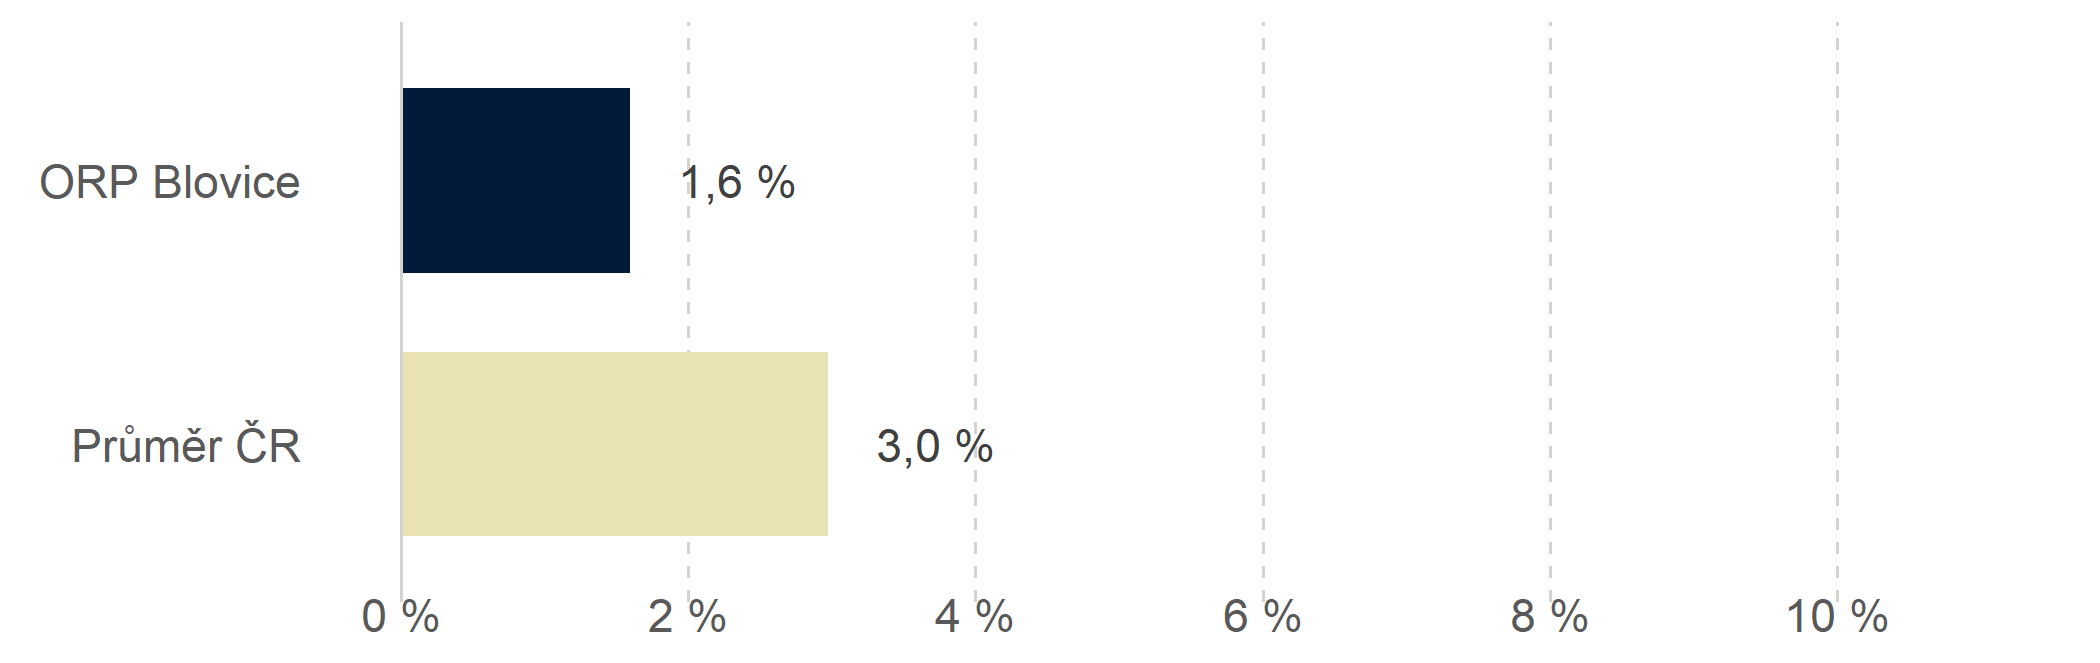 ORP Blovice
1,6 %
Průměr ČR
3,0 %
0 % 2 % 4 % 6 % 8 % 10 %